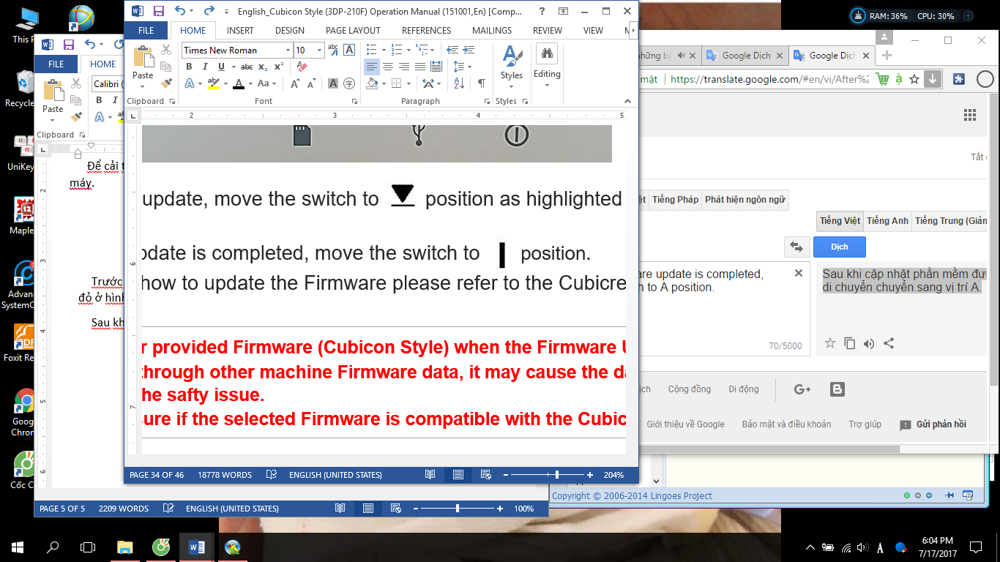 This P
Recycle
UniKey
Maple
Advan
SystemC
Foxit Re
Googl
Chrom
Cốc C
English_Cubicon Style (3DP-210F) Operation Manual (151001,En) [Comp...
FILE HOME INSERT DESIGN PAGE LAYOUT REFERENCES MAILINGS REVIEW VIEW M
Times New Roman 10
Paste
Clipboard Font Paragraph Styles Editing
Styles
2 3 4 5
update, move the switch to position as highlighted
pdate is completed, move the switch to position.
how to update the Firmware please refer to the Cubicre
r provided Firmware (Cubicon Style) when the Firmware U
through other machine Firmware data, it may cause the da
he safty issue.
sure if the selected Firmware is compatible with the Cubic
PAGE 34 OF 46 18778 WORDS ENGLISH (UNITED STATES) 204%
FILE HOME
Calibri (
Paste
Clipboard
Để cải t
máy.
Trước
đỏ ở hình
Sau kh
PAGE 5 OF 5 2209 WORDS ENGLISH (UNITED STATES) 100%
RAM: 36% CPU: 30%
những bà Google Dịch Google Dịch
mật https://translate.google.com/#en/vi/After%2
Tắt
ệt Tiếng Pháp Phát hiện ngôn ngữ
Tiếng Việt Tiếng Anh Tiếng Trung (Giản
Dịch
are update is completed,
h to A position.
70/5000
Sau khi cập nhật phần mềm đư
di chuyển chuyển sang vị trí A.
ịch Cộng đồng Di động
Giới thiệu về Google Bảo mật và điều khoản Trợ giúp Gửi phản hồi
Copyright © 2006-2014 Lingoes Project
6:04 PM
7/17/2017